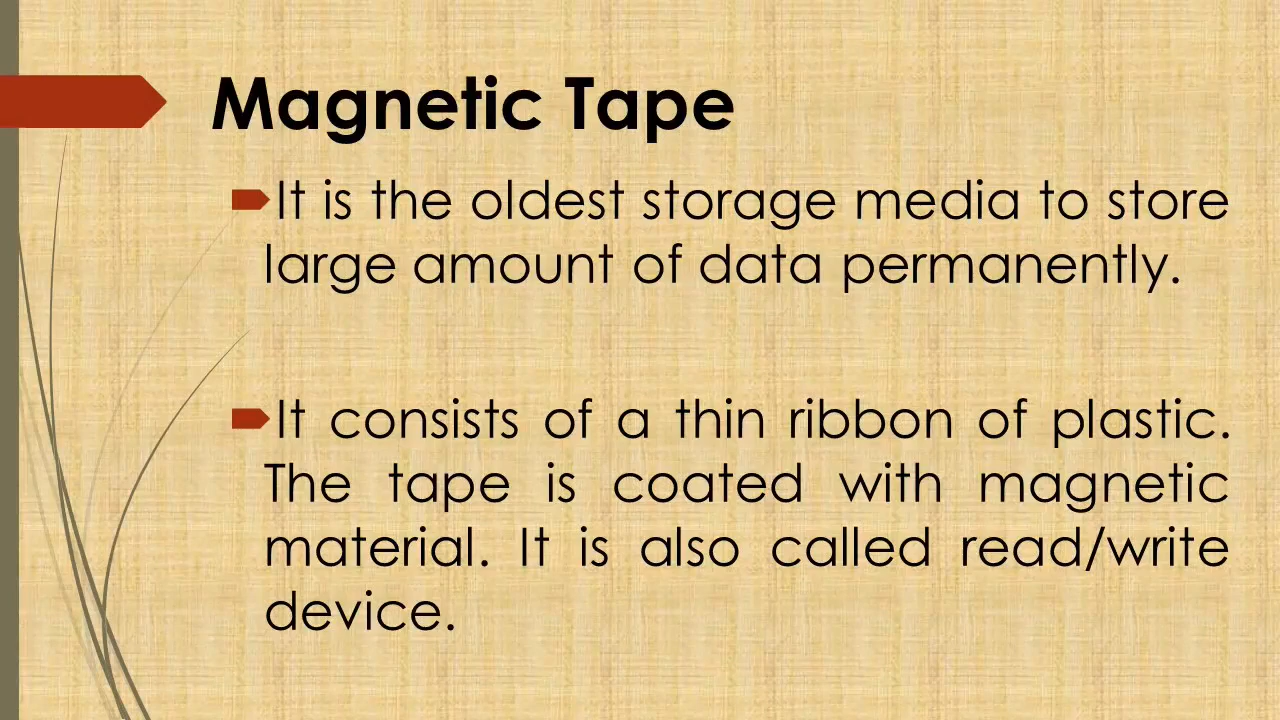 Magnetic Tape
It is the oldest storage media to store
large amount of data permanently.
It consists of a thin ribbon of plastic.
The tape is coated with magnetic
material. It is also called read/write
device.